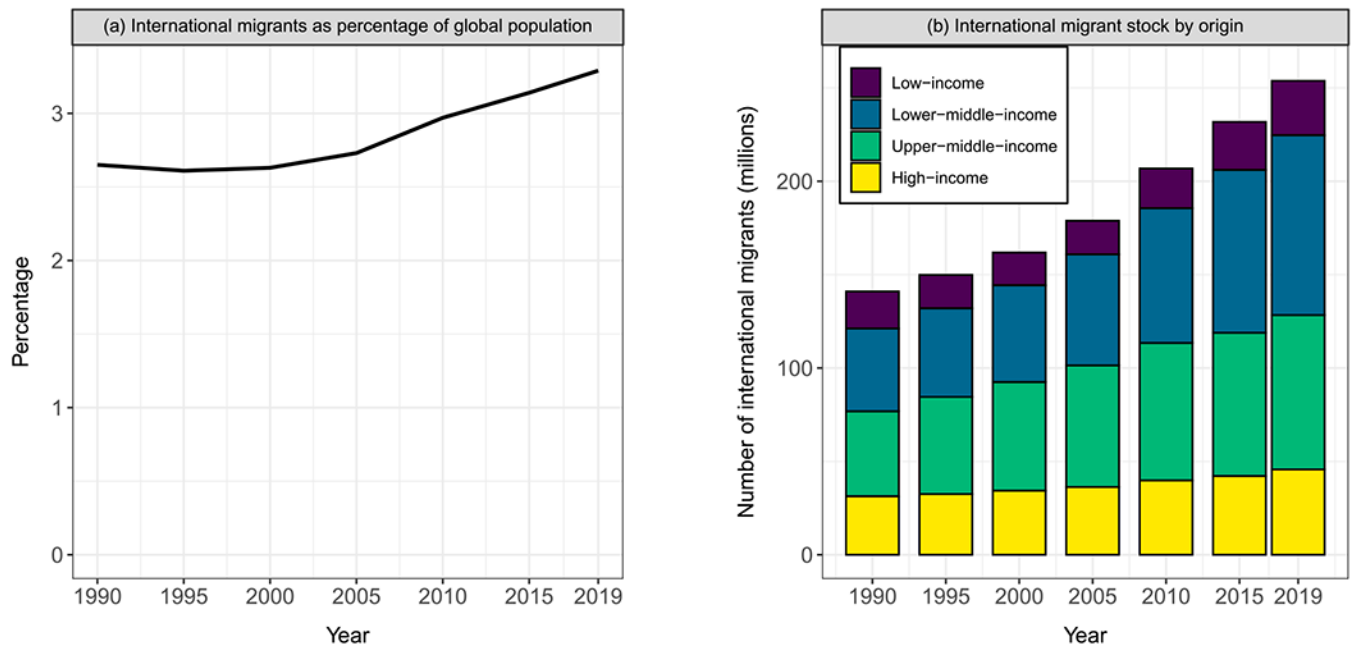 (a) International migrants as percentage of global population
Percentage
3
2
1
0
1990 1995 2000 2005 2010 2015 2019
Year
(b) International migrant stock by origin
Low−income
Lower−middle−income
Upper−middle−income
High−income
Number of international migrants (millions)
200
100
0
1990 1995 2000 2005 2010 2015 2019
Year